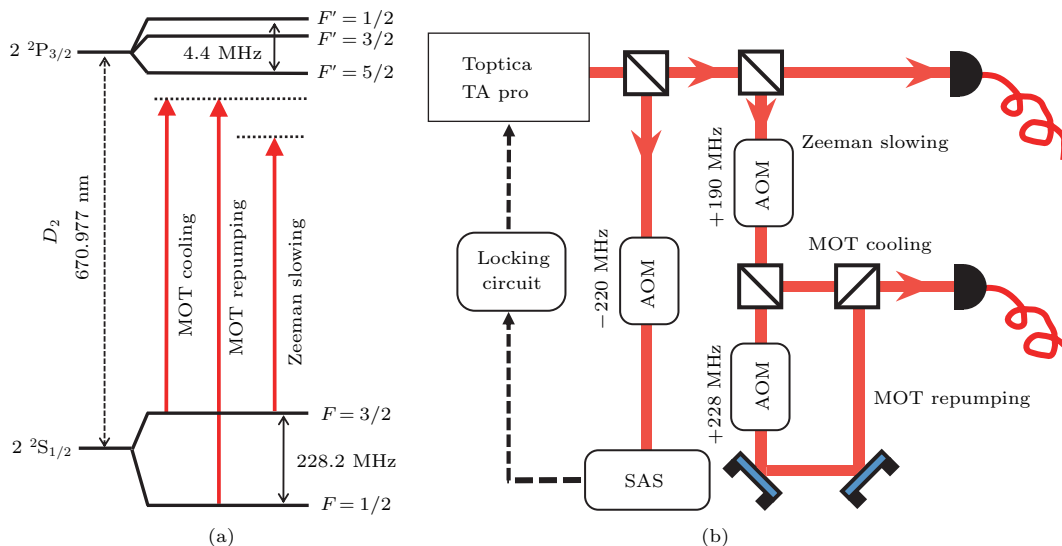 F′ = 1/2
F′ = 3/2
4.4 MHz
2 ²P₃/₂
F′ = 5/2
D₂
670.977 nm
MOT cooling
MOT repumping
Zeeman slowing
F = 3/2
2 ²S₁/₂
228.2 MHz
F = 1/2
(a)
Toptica
TA pro
Zeeman slowing
+190 MHz
AOM
Locking
circuit
−220 MHz
AOM
MOT cooling
+228 MHz
AOM
MOT repumping
SAS
(b)